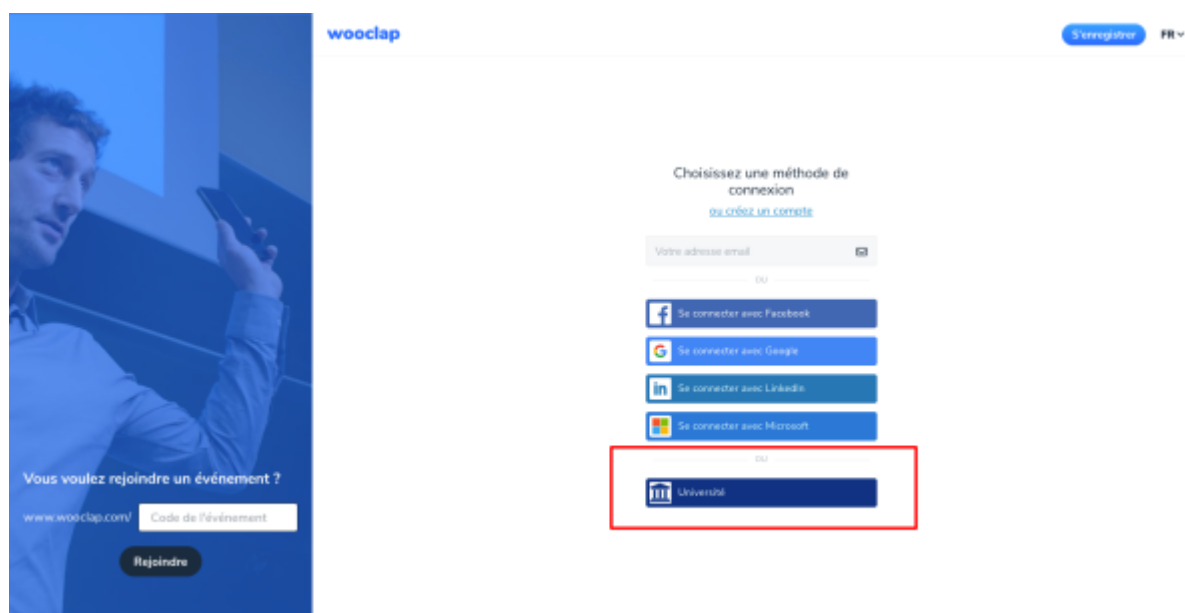 wooclap
S'enregistrer
FR
Choisissez une méthode de
connexion
ou créez un compte
Votre adresse email
OU
Se connecter avec Facebook
Se connecter avec Google
Se connecter avec LinkedIn
Se connecter avec Microsoft
OU
Université
Vous voulez rejoindre un événement ?
www.wooclap.com/ Code de l'événement
Rejoindre